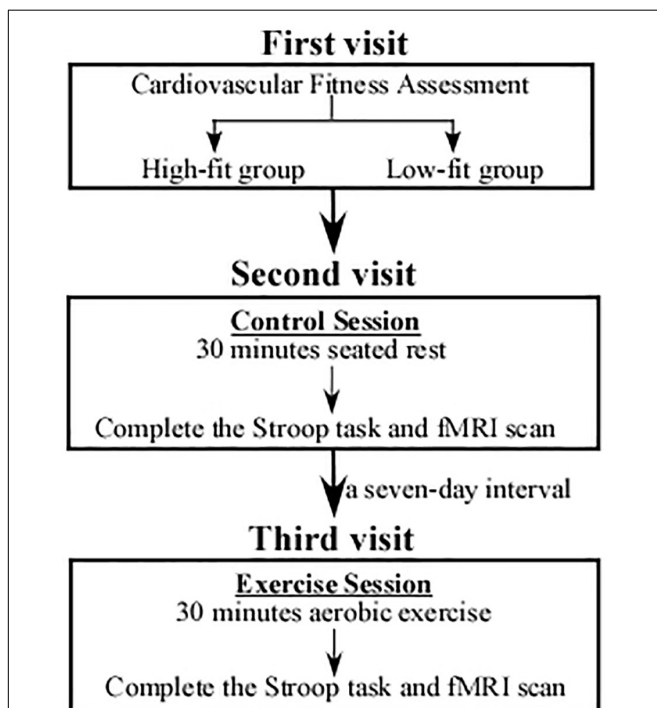 First visit
Cardiovascular Fitness Assessment
High-fit group Low-fit group
Second visit
Control Session
30 minutes seated rest
Complete the Stroop task and fMRI scan
a seven-day interval
Third visit
Exercise Session
30 minutes aerobic exercise
Complete the Stroop task and fMRI scan